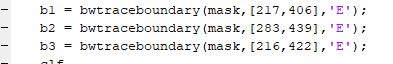 b1 = bwtraceboundary(mask,[217,406],'E');
b2 = bwtraceboundary(mask,[283,439],'E');
b3 = bwtraceboundary(mask,[216,422],'E');